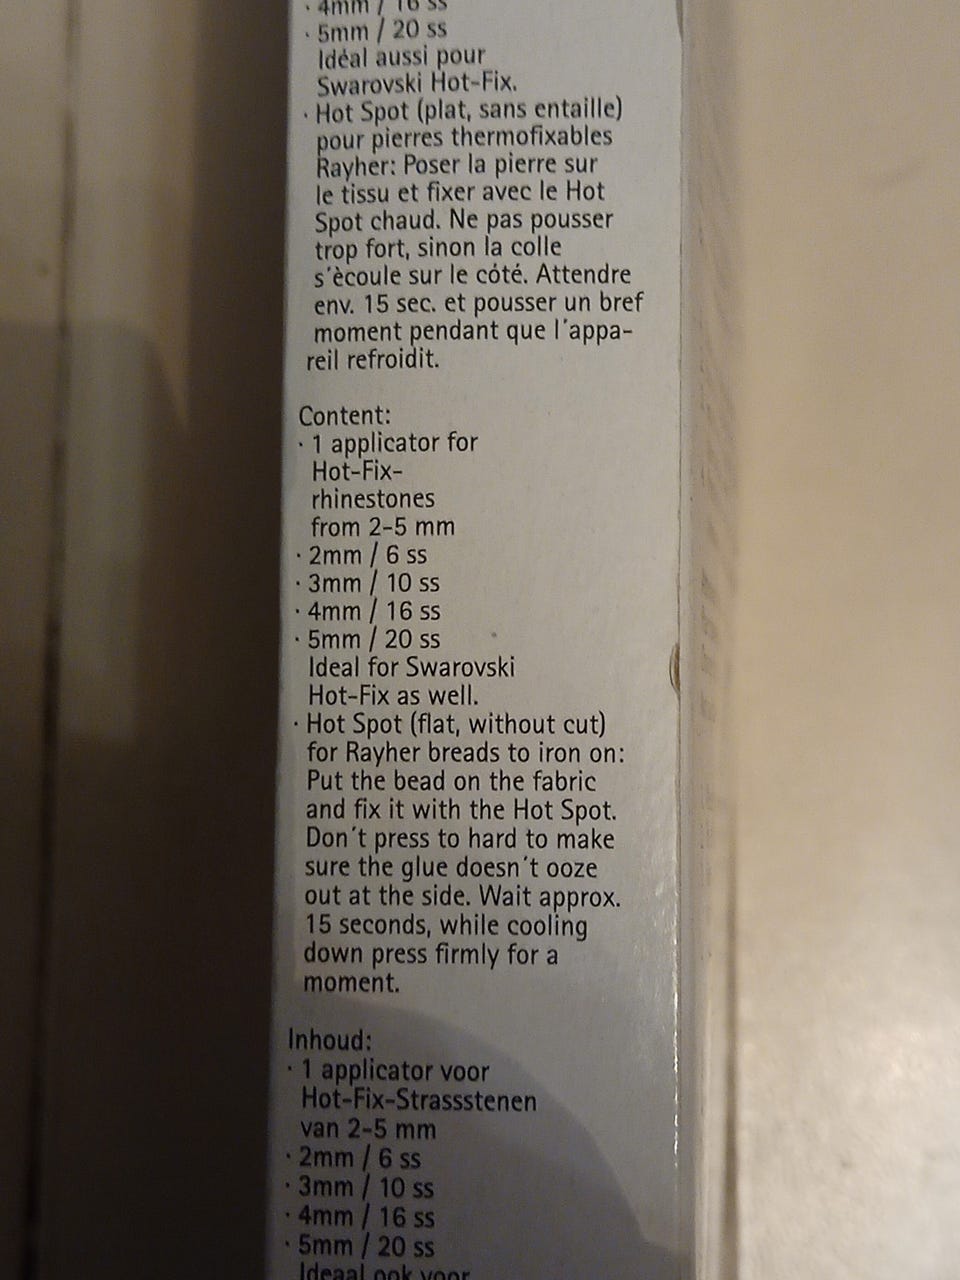 · 4mm / 16 ss
· 5mm / 20 ss
Idéal aussi pour
Swarovski Hot-Fix.
· Hot Spot (plat, sans entaille)
pour pierres thermofixables
Rayher: Poser la pierre sur
le tissu et fixer avec le Hot
Spot chaud. Ne pas pousser
trop fort, sinon la colle
s´ècoule sur le cóté. Attendre
env. 15 sec. et pousser un bref
moment pendant que l´appa-
reil refroidit.
Content:
· 1 applicator for
Hot-Fix-
rhinestones
from 2-5 mm
· 2mm / 6 ss
· 3mm / 10 ss
· 4mm / 16 ss
· 5mm / 20 ss
Ideal for Swarovski
Hot-Fix as well.
· Hot Spot (flat, without cut)
for Rayher breads to iron on:
Put the bead on the fabric
and fix it with the Hot Spot.
Don´t press to hard to make
sure the glue doesn´t ooze
out at the side. Wait approx.
15 seconds, while cooling
down press firmly for a
moment.
Inhoud:
· 1 applicator voor
Hot-Fix-Strassstenen
van 2-5 mm
· 2mm / 6 ss
· 3mm / 10 ss
· 4mm / 16 ss
· 5mm / 20 ss
Ideaal ook voor